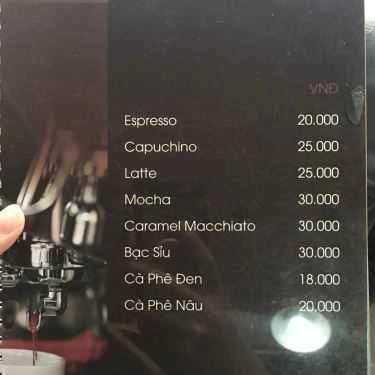 VNĐ
Espresso 20.000
Capuchino 25.000
Latte 25.000
Mocha 30.000
Caramel Macchiato 30.000
Bạc Sỉu 30.000
Cà Phê Đen 18.000
Cà Phê Nâu 20.000